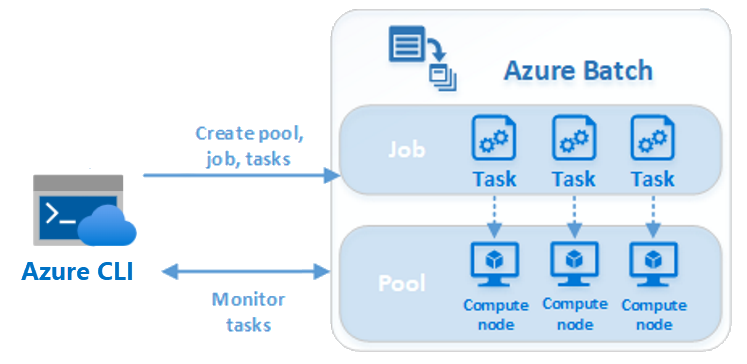 Azure Batch
Create pool,
job, tasks
Job
Task
Task
Task
Azure CLI
Monitor
tasks
Pool
Compute
node
Compute
node
Compute
node